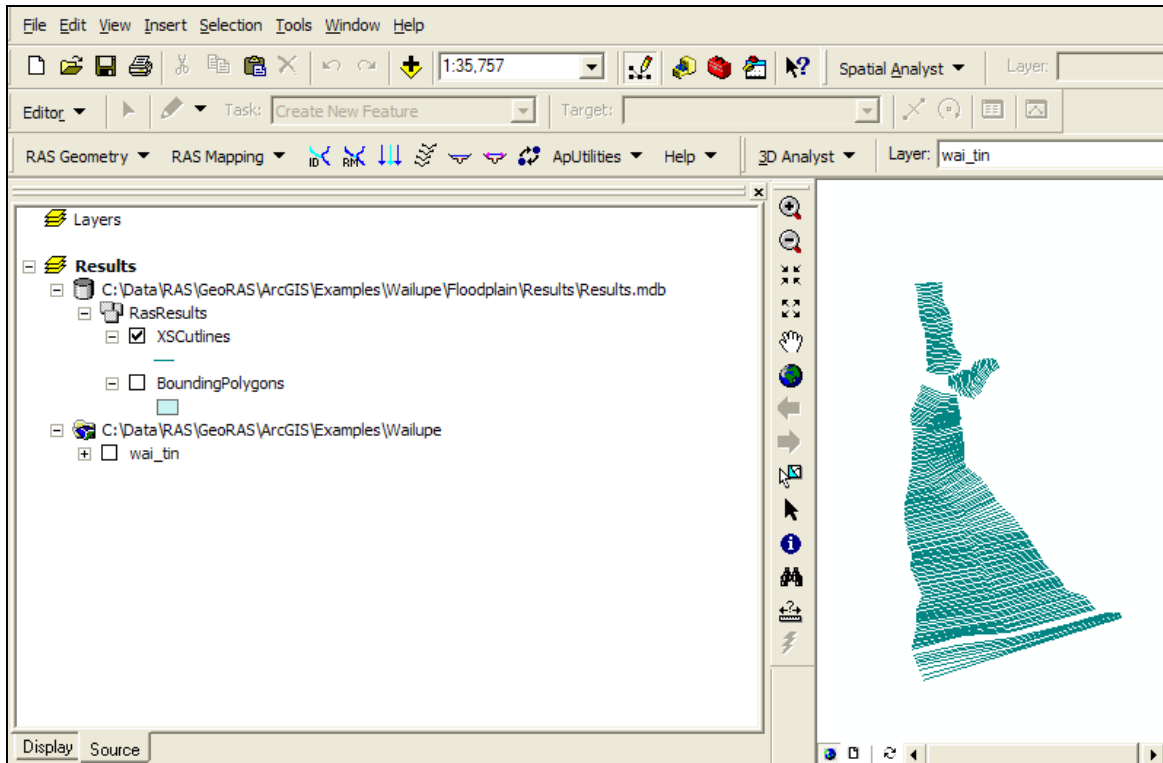 File Edit View Insert Selection Tools Window Help
1:35,757 Spatial Analyst Layer:
Editor Task: Create New Feature Target:
RAS Geometry RAS Mapping ID RM ApUtilities Help 3D Analyst Layer: wai_tin
Layers
Results
C:\Data\RAS\GeoRAS\ArcGIS\Examples\Wailupe\Floodplain\Results\Results.mdb
RasResults
XSCutlines
BoundingPolygons
C:\Data\RAS\GeoRAS\ArcGIS\Examples\Wailupe
wai_tin
Display Source